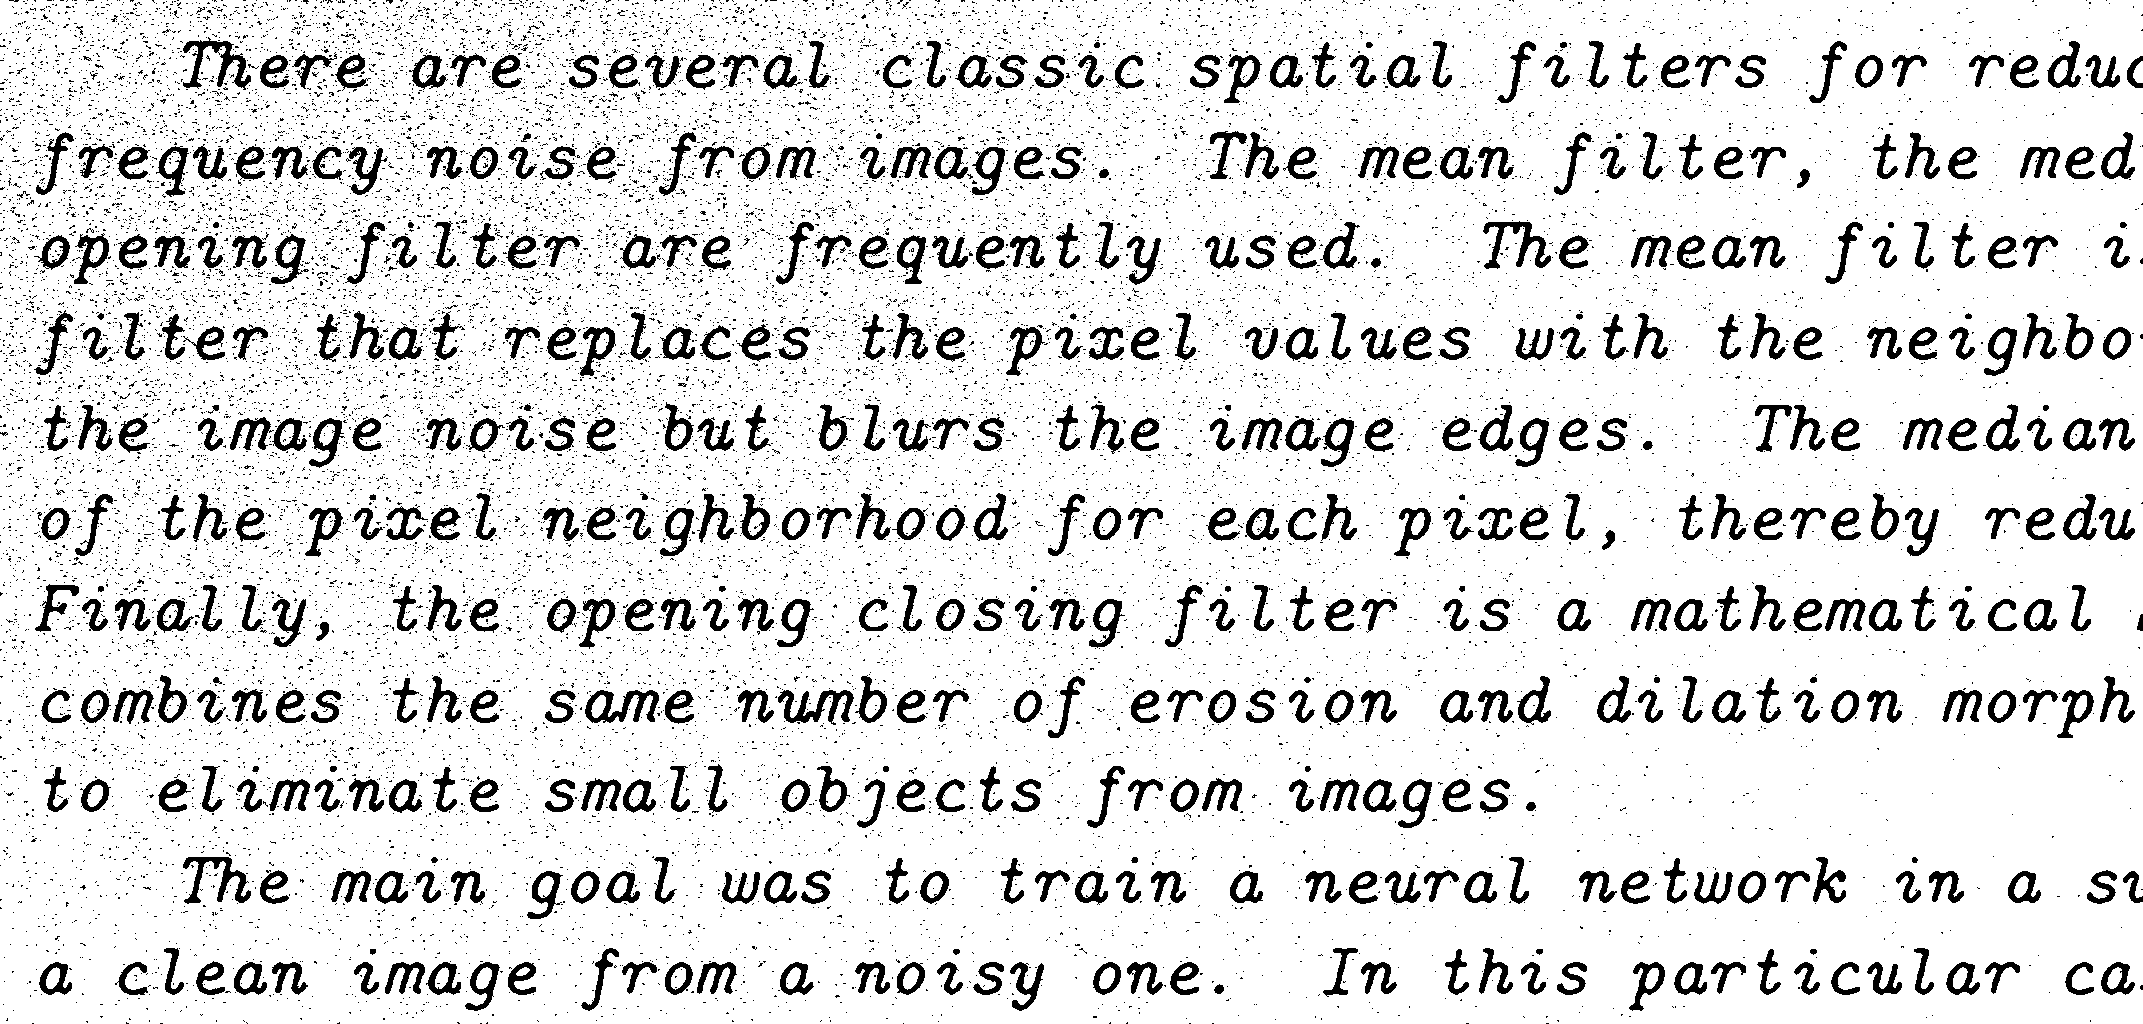 There are several classic spatial filters for reduc
frequency noise from images. The mean filter, the med
opening filter are frequently used. The mean filter i
filter that replaces the pixel values with the neighbo
the image noise but blurs the image edges. The median
of the pixel neighborhood for each pixel, thereby redu
Finally, the opening closing filter is a mathematical
combines the same number of erosion and dilation morph
to eliminate small objects from images.
The main goal was to train a neural network in a su
a clean image from a noisy one. In this particular ca